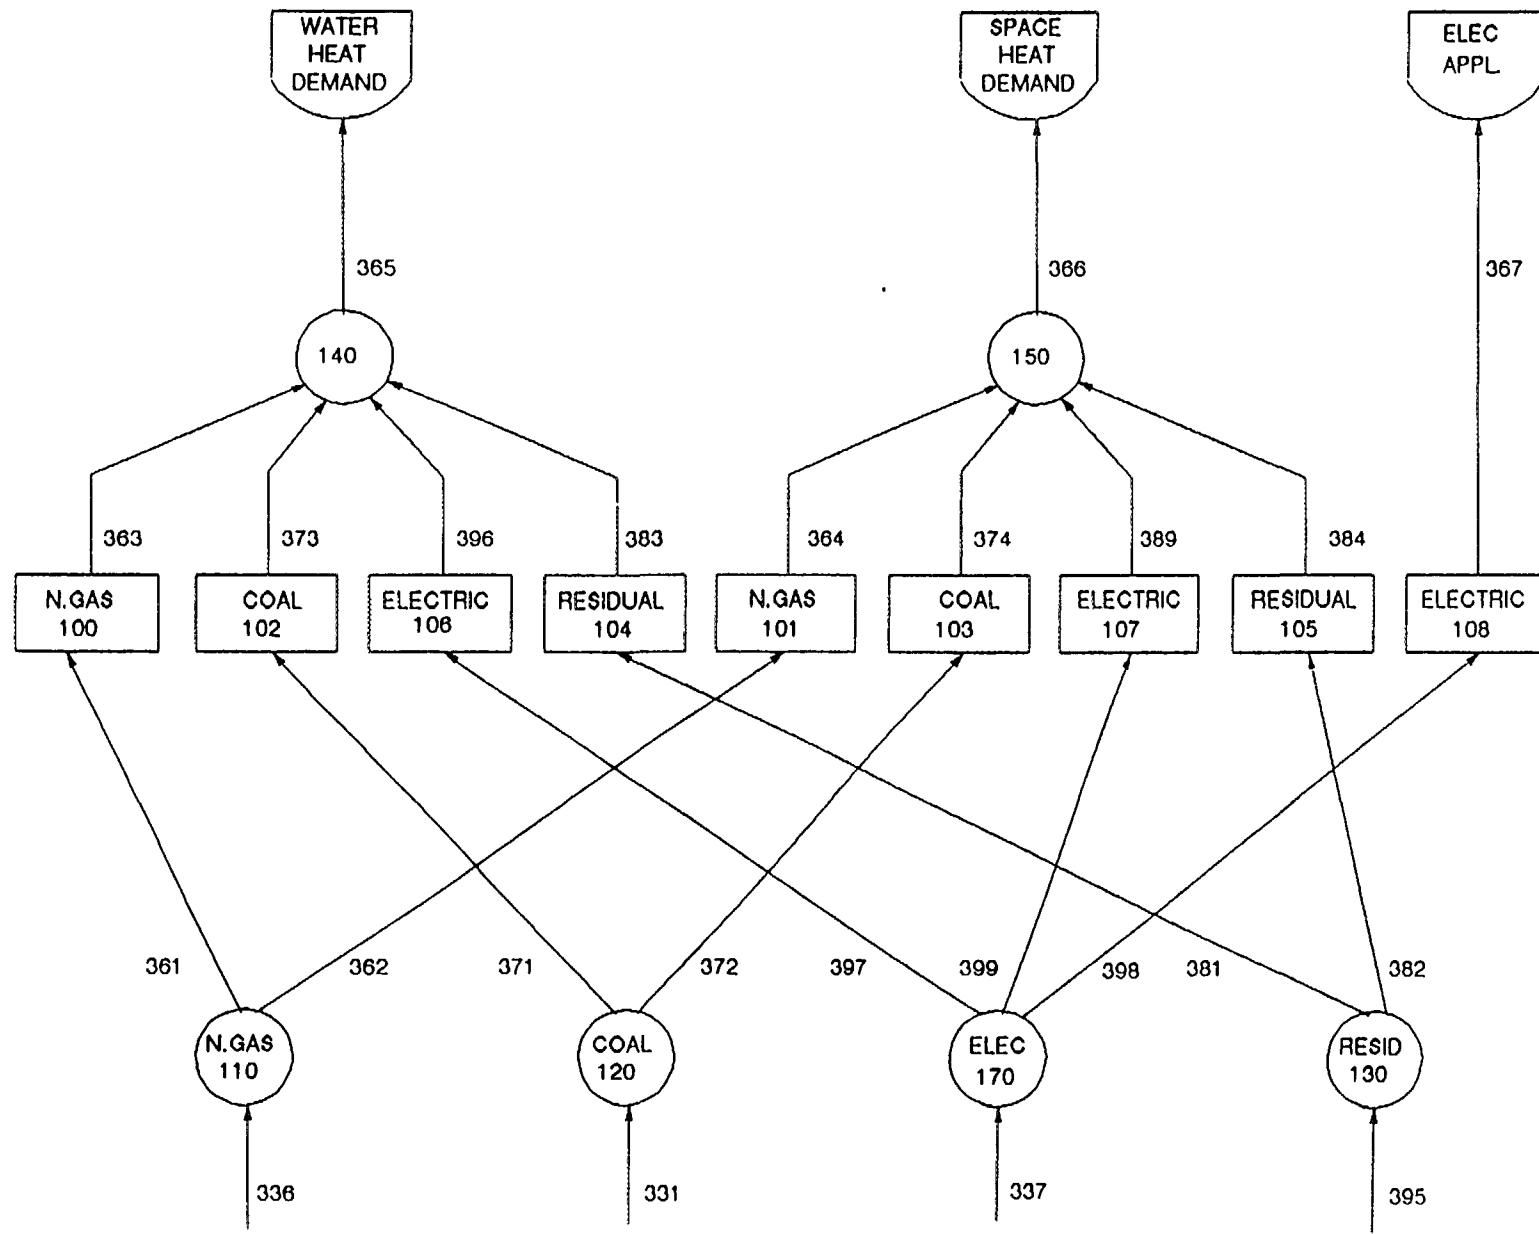 WATER
HEAT
DEMAND
SPACE
HEAT
DEMAND
ELEC
APPL.
365
366
367
140
150
363
373
396
383
364
374
389
384
N.GAS
100
COAL
102
ELECTRIC
106
RESIDUAL
104
N.GAS
101
COAL
103
ELECTRIC
107
RESIDUAL
105
ELECTRIC
108
361
362
371
372
397
399
398
381
382
N.GAS
110
COAL
120
ELEC
170
RESID
130
336
331
337
395